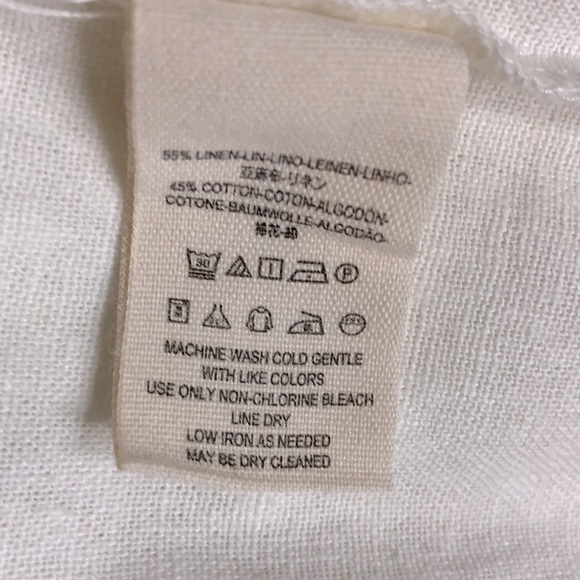 55% LINEN-LIN-LINO-LEINEN-LINHO-
亞麻布-リネン
45% COTTON-COTON-ALGODÓN-
COTONE-BAUMWOLLE-ALGODÃO-
棉花-綿
30 P
MACHINE WASH COLD GENTLE
WITH LIKE COLORS
USE ONLY NON-CHLORINE BLEACH
LINE DRY
LOW IRON AS NEEDED
MAY BE DRY CLEANED